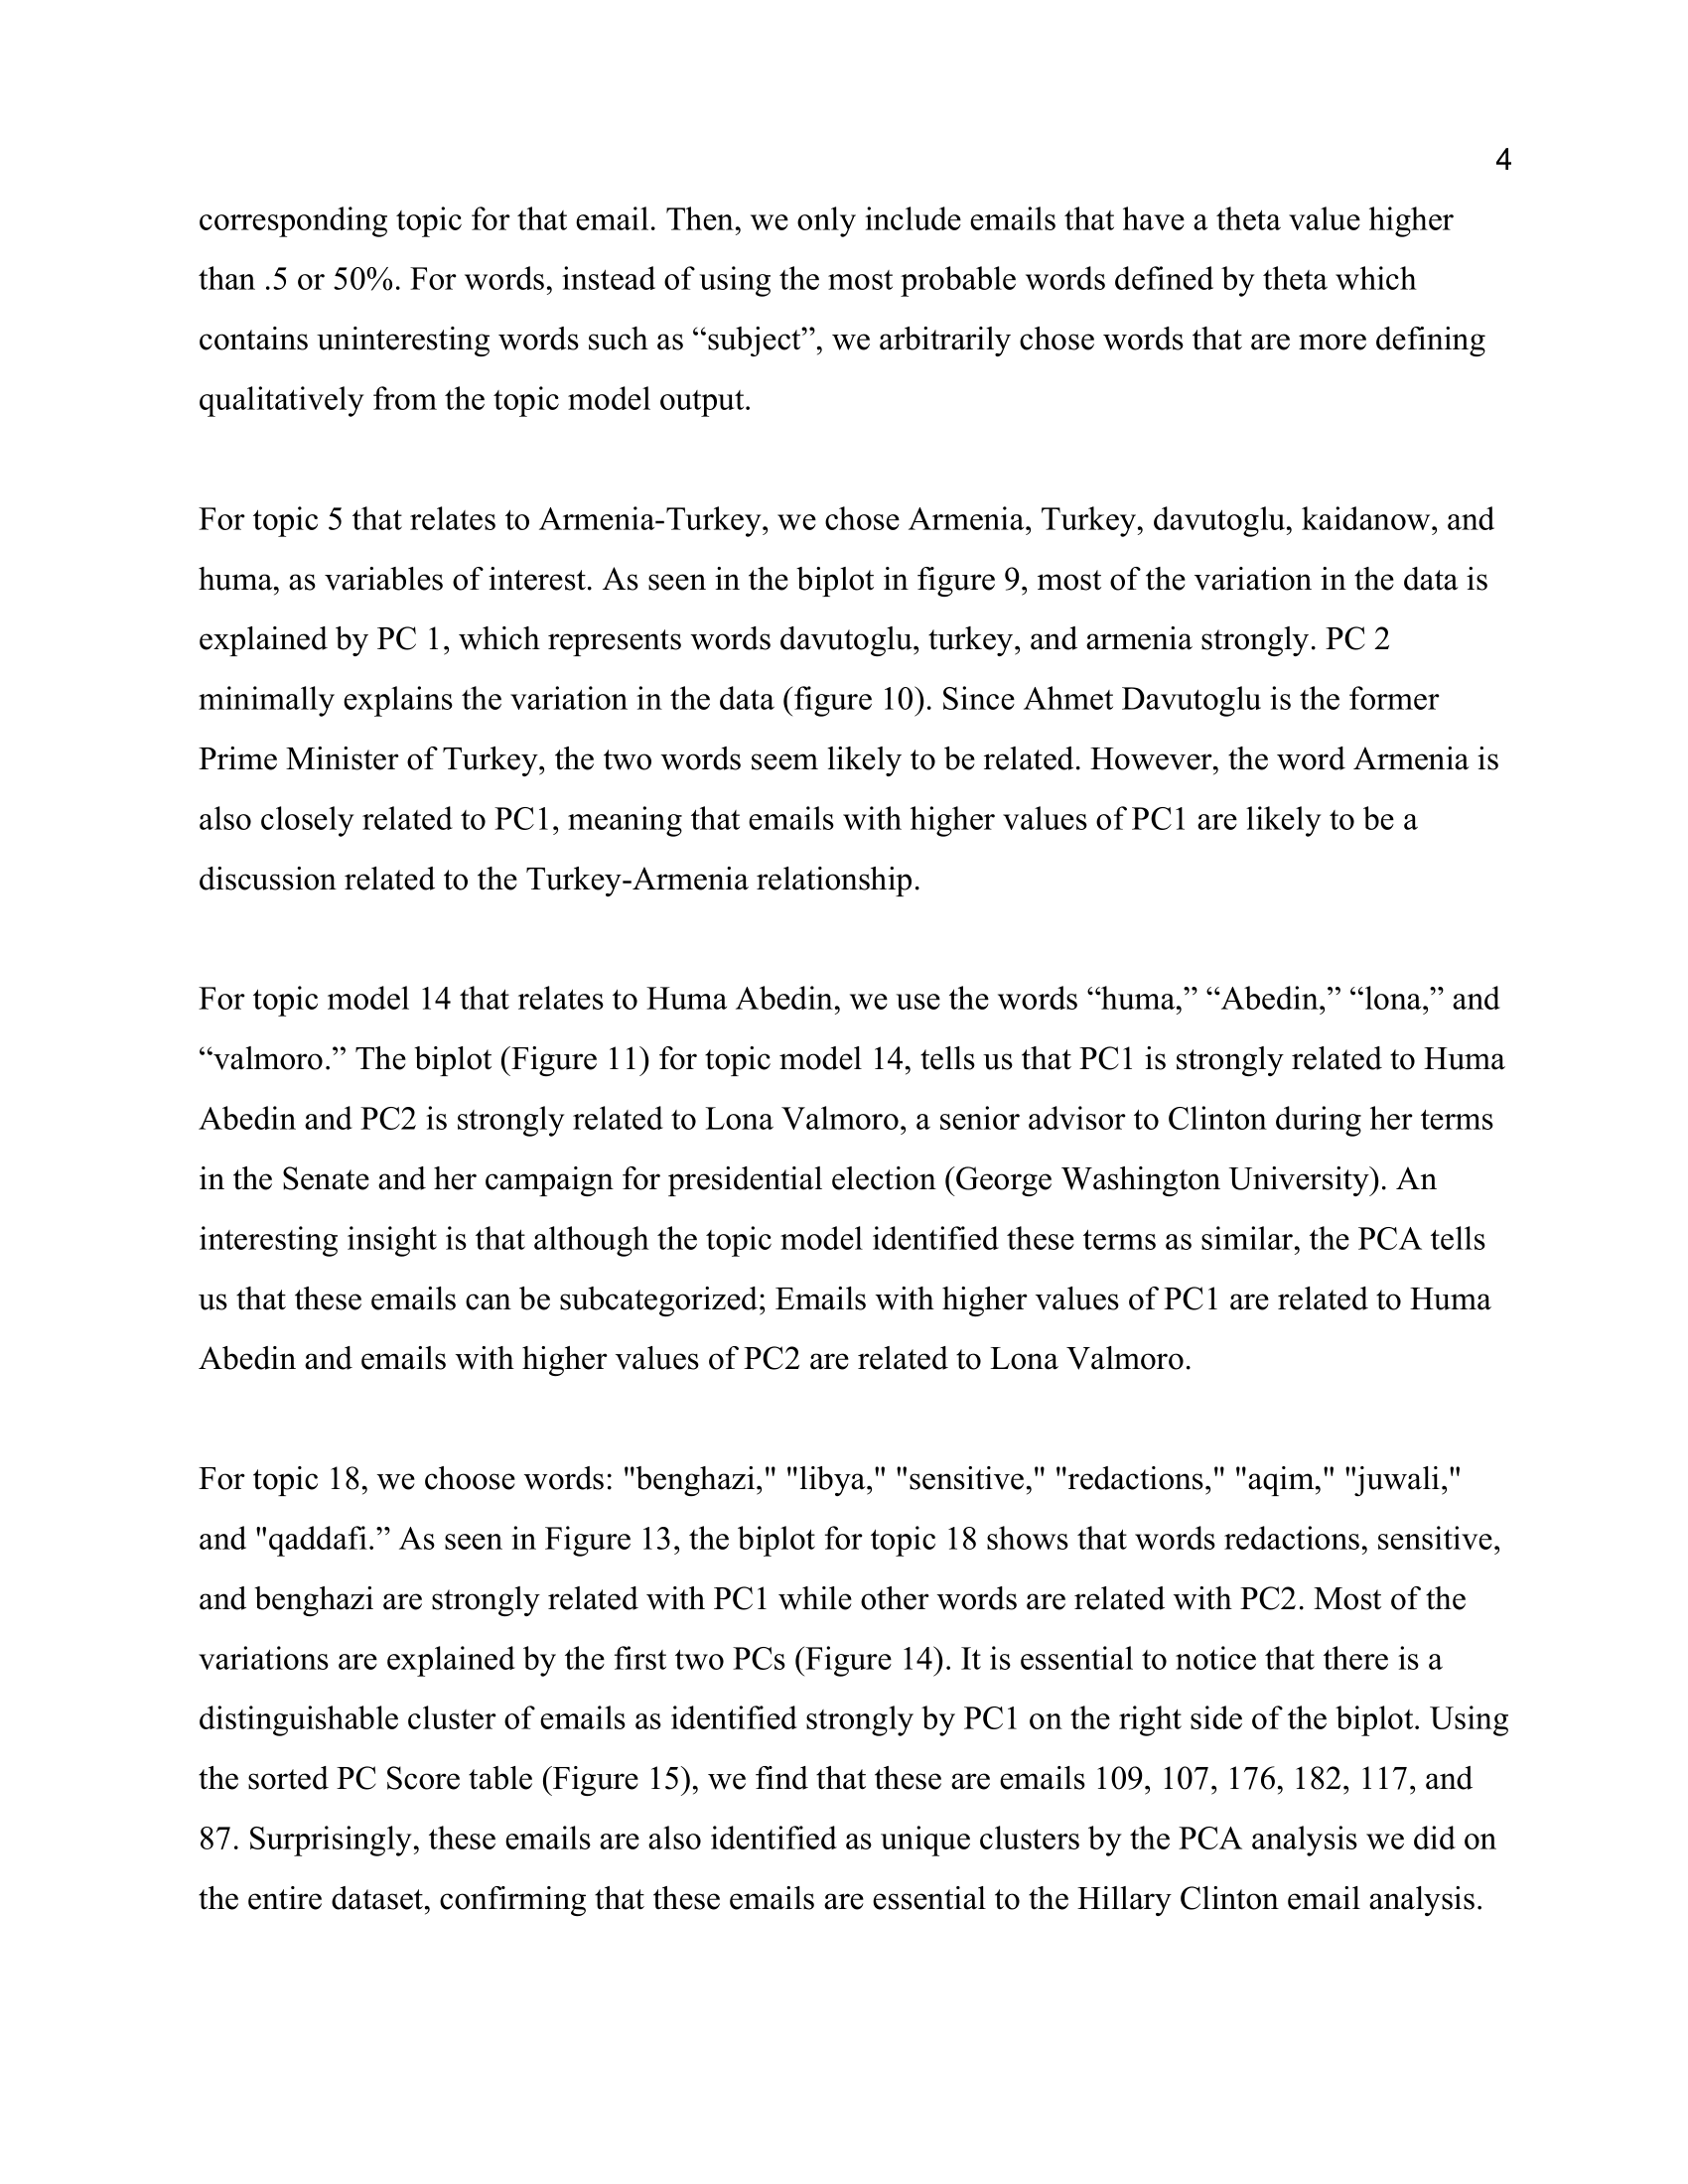 4
corresponding topic for that email. Then, we only include emails that have a theta value higher
than .5 or 50%. For words, instead of using the most probable words defined by theta which
contains uninteresting words such as “subject”, we arbitrarily chose words that are more defining
qualitatively from the topic model output.
For topic 5 that relates to Armenia-Turkey, we chose Armenia, Turkey, davutoglu, kaidanow, and
huma, as variables of interest. As seen in the biplot in figure 9, most of the variation in the data is
explained by PC 1, which represents words davutoglu, turkey, and armenia strongly. PC 2
minimally explains the variation in the data (figure 10). Since Ahmet Davutoglu is the former
Prime Minister of Turkey, the two words seem likely to be related. However, the word Armenia is
also closely related to PC1, meaning that emails with higher values of PC1 are likely to be a
discussion related to the Turkey-Armenia relationship.
For topic model 14 that relates to Huma Abedin, we use the words “huma,” “Abedin,” “lona,” and
“valmoro.” The biplot (Figure 11) for topic model 14, tells us that PC1 is strongly related to Huma
Abedin and PC2 is strongly related to Lona Valmoro, a senior advisor to Clinton during her terms
in the Senate and her campaign for presidential election (George Washington University). An
interesting insight is that although the topic model identified these terms as similar, the PCA tells
us that these emails can be subcategorized; Emails with higher values of PC1 are related to Huma
Abedin and emails with higher values of PC2 are related to Lona Valmoro.
For topic 18, we choose words: "benghazi," "libya," "sensitive," "redactions," "aqim," "juwali,"
and "qaddafi.” As seen in Figure 13, the biplot for topic 18 shows that words redactions, sensitive,
and benghazi are strongly related with PC1 while other words are related with PC2. Most of the
variations are explained by the first two PCs (Figure 14). It is essential to notice that there is a
distinguishable cluster of emails as identified strongly by PC1 on the right side of the biplot. Using
the sorted PC Score table (Figure 15), we find that these are emails 109, 107, 176, 182, 117, and
87. Surprisingly, these emails are also identified as unique clusters by the PCA analysis we did on
the entire dataset, confirming that these emails are essential to the Hillary Clinton email analysis.